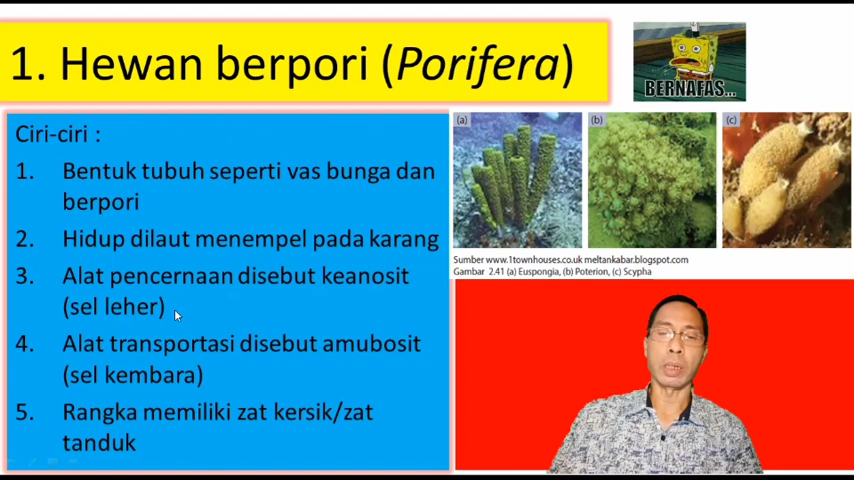 1. Hewan berpori (Porifera)
BERNAFAS...
Ciri-ciri :
1. Bentuk tubuh seperti vas bunga dan
berpori
2. Hidup dilaut menempel pada karang
3. Alat pencernaan disebut keanosit
(sel leher)
4. Alat transportasi disebut amubosit
(sel kembara)
5. Rangka memiliki zat kersik/zat
tanduk
(a)
(b)
(c)
Sumber www.1townhouses.co.uk meltankabar.blogspot.com
Gambar 2.41 (a) Euspongia, (b) Poterion, (c) Scypha